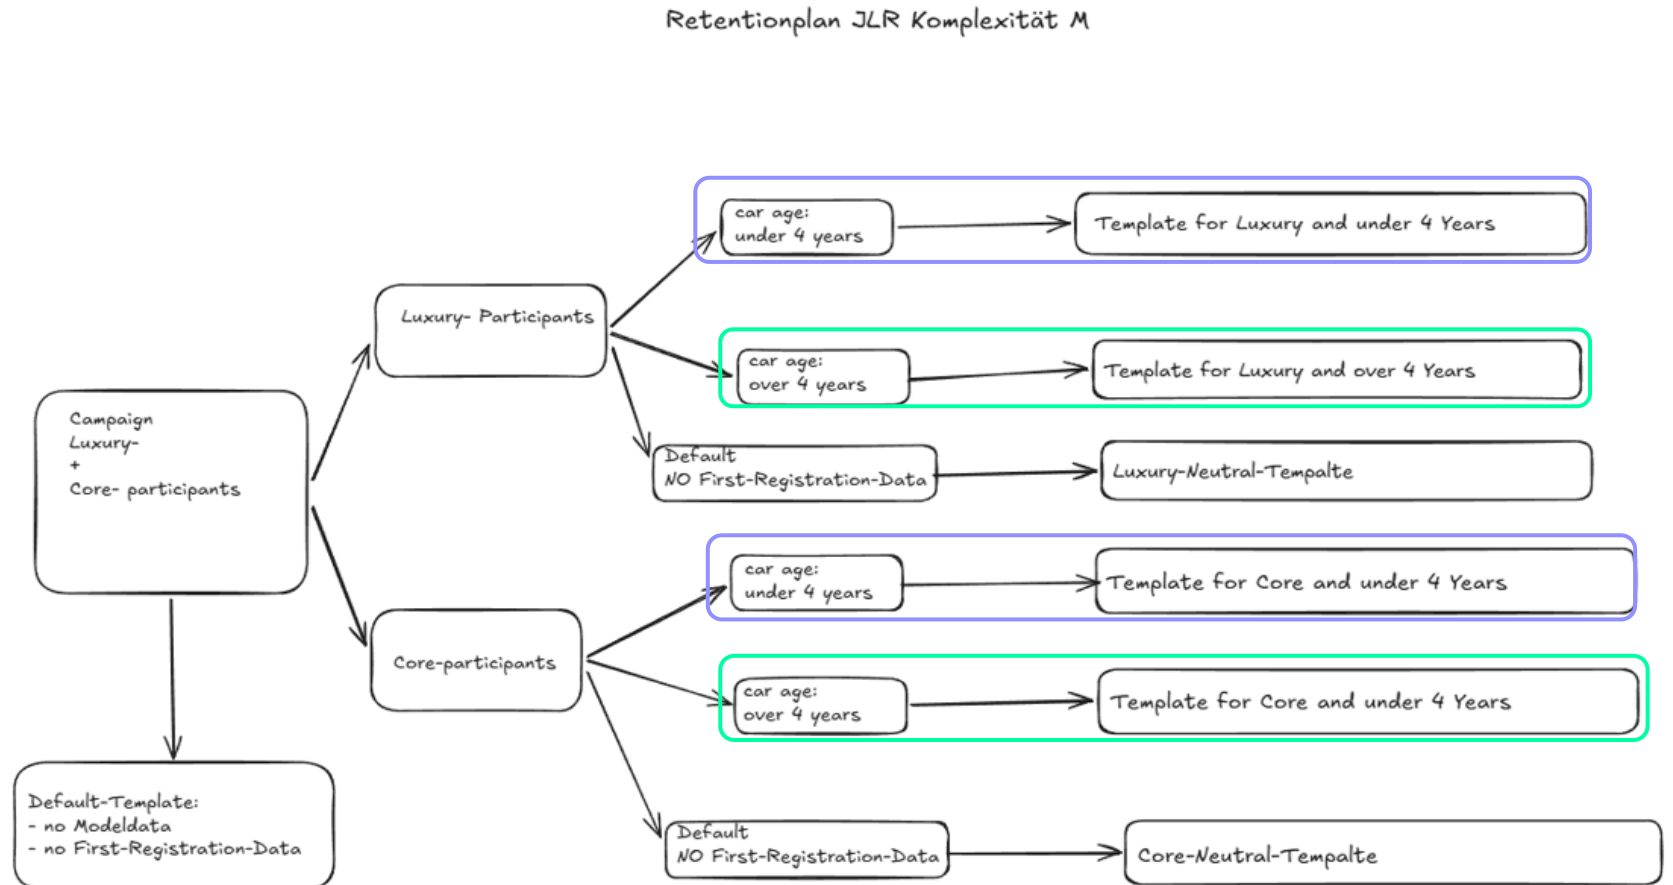 Retentionplan JLR Komplexität M
car age:
under 4 years
Template for Luxury and under 4 Years
Luxury- Participants
car age:
over 4 years
Template for Luxury and over 4 Years
Campaign
Luxury-
+
Core- participants
Default
NO First-Registration-Data
Luxury-Neutral-Tempalte
car age:
under 4 years
Template for Core and under 4 Years
Core-participants
car age:
over 4 years
Template for Core and under 4 Years
Default-Template:
- no Modeldata
- no First-Registration-Data
Default
NO First-Registration-Data
Core-Neutral-Tempalte